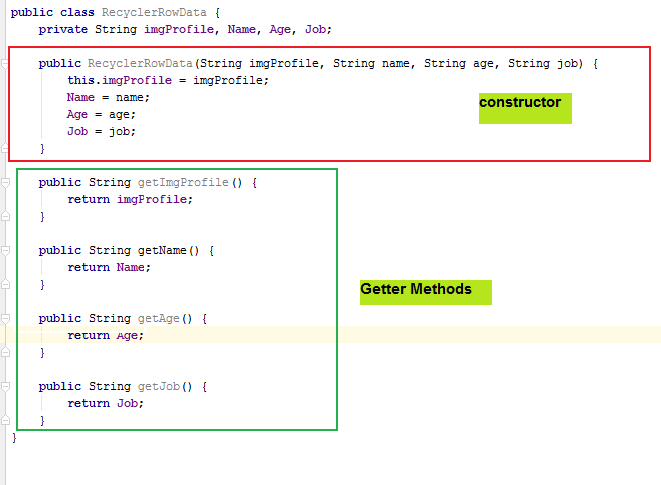 public class RecyclerRowData {
private String imgProfile, Name, Age, Job;
public RecyclerRowData(String imgProfile, String name, String age, String job) {
this.imgProfile = imgProfile;
Name = name;
Age = age;
Job = job;
}
constructor
public String getImgProfile() {
return imgProfile;
}
public String getName() {
return Name;
}
Getter Methods
public String getAge() {
return Age;
}
public String getJob() {
return Job;
}
}